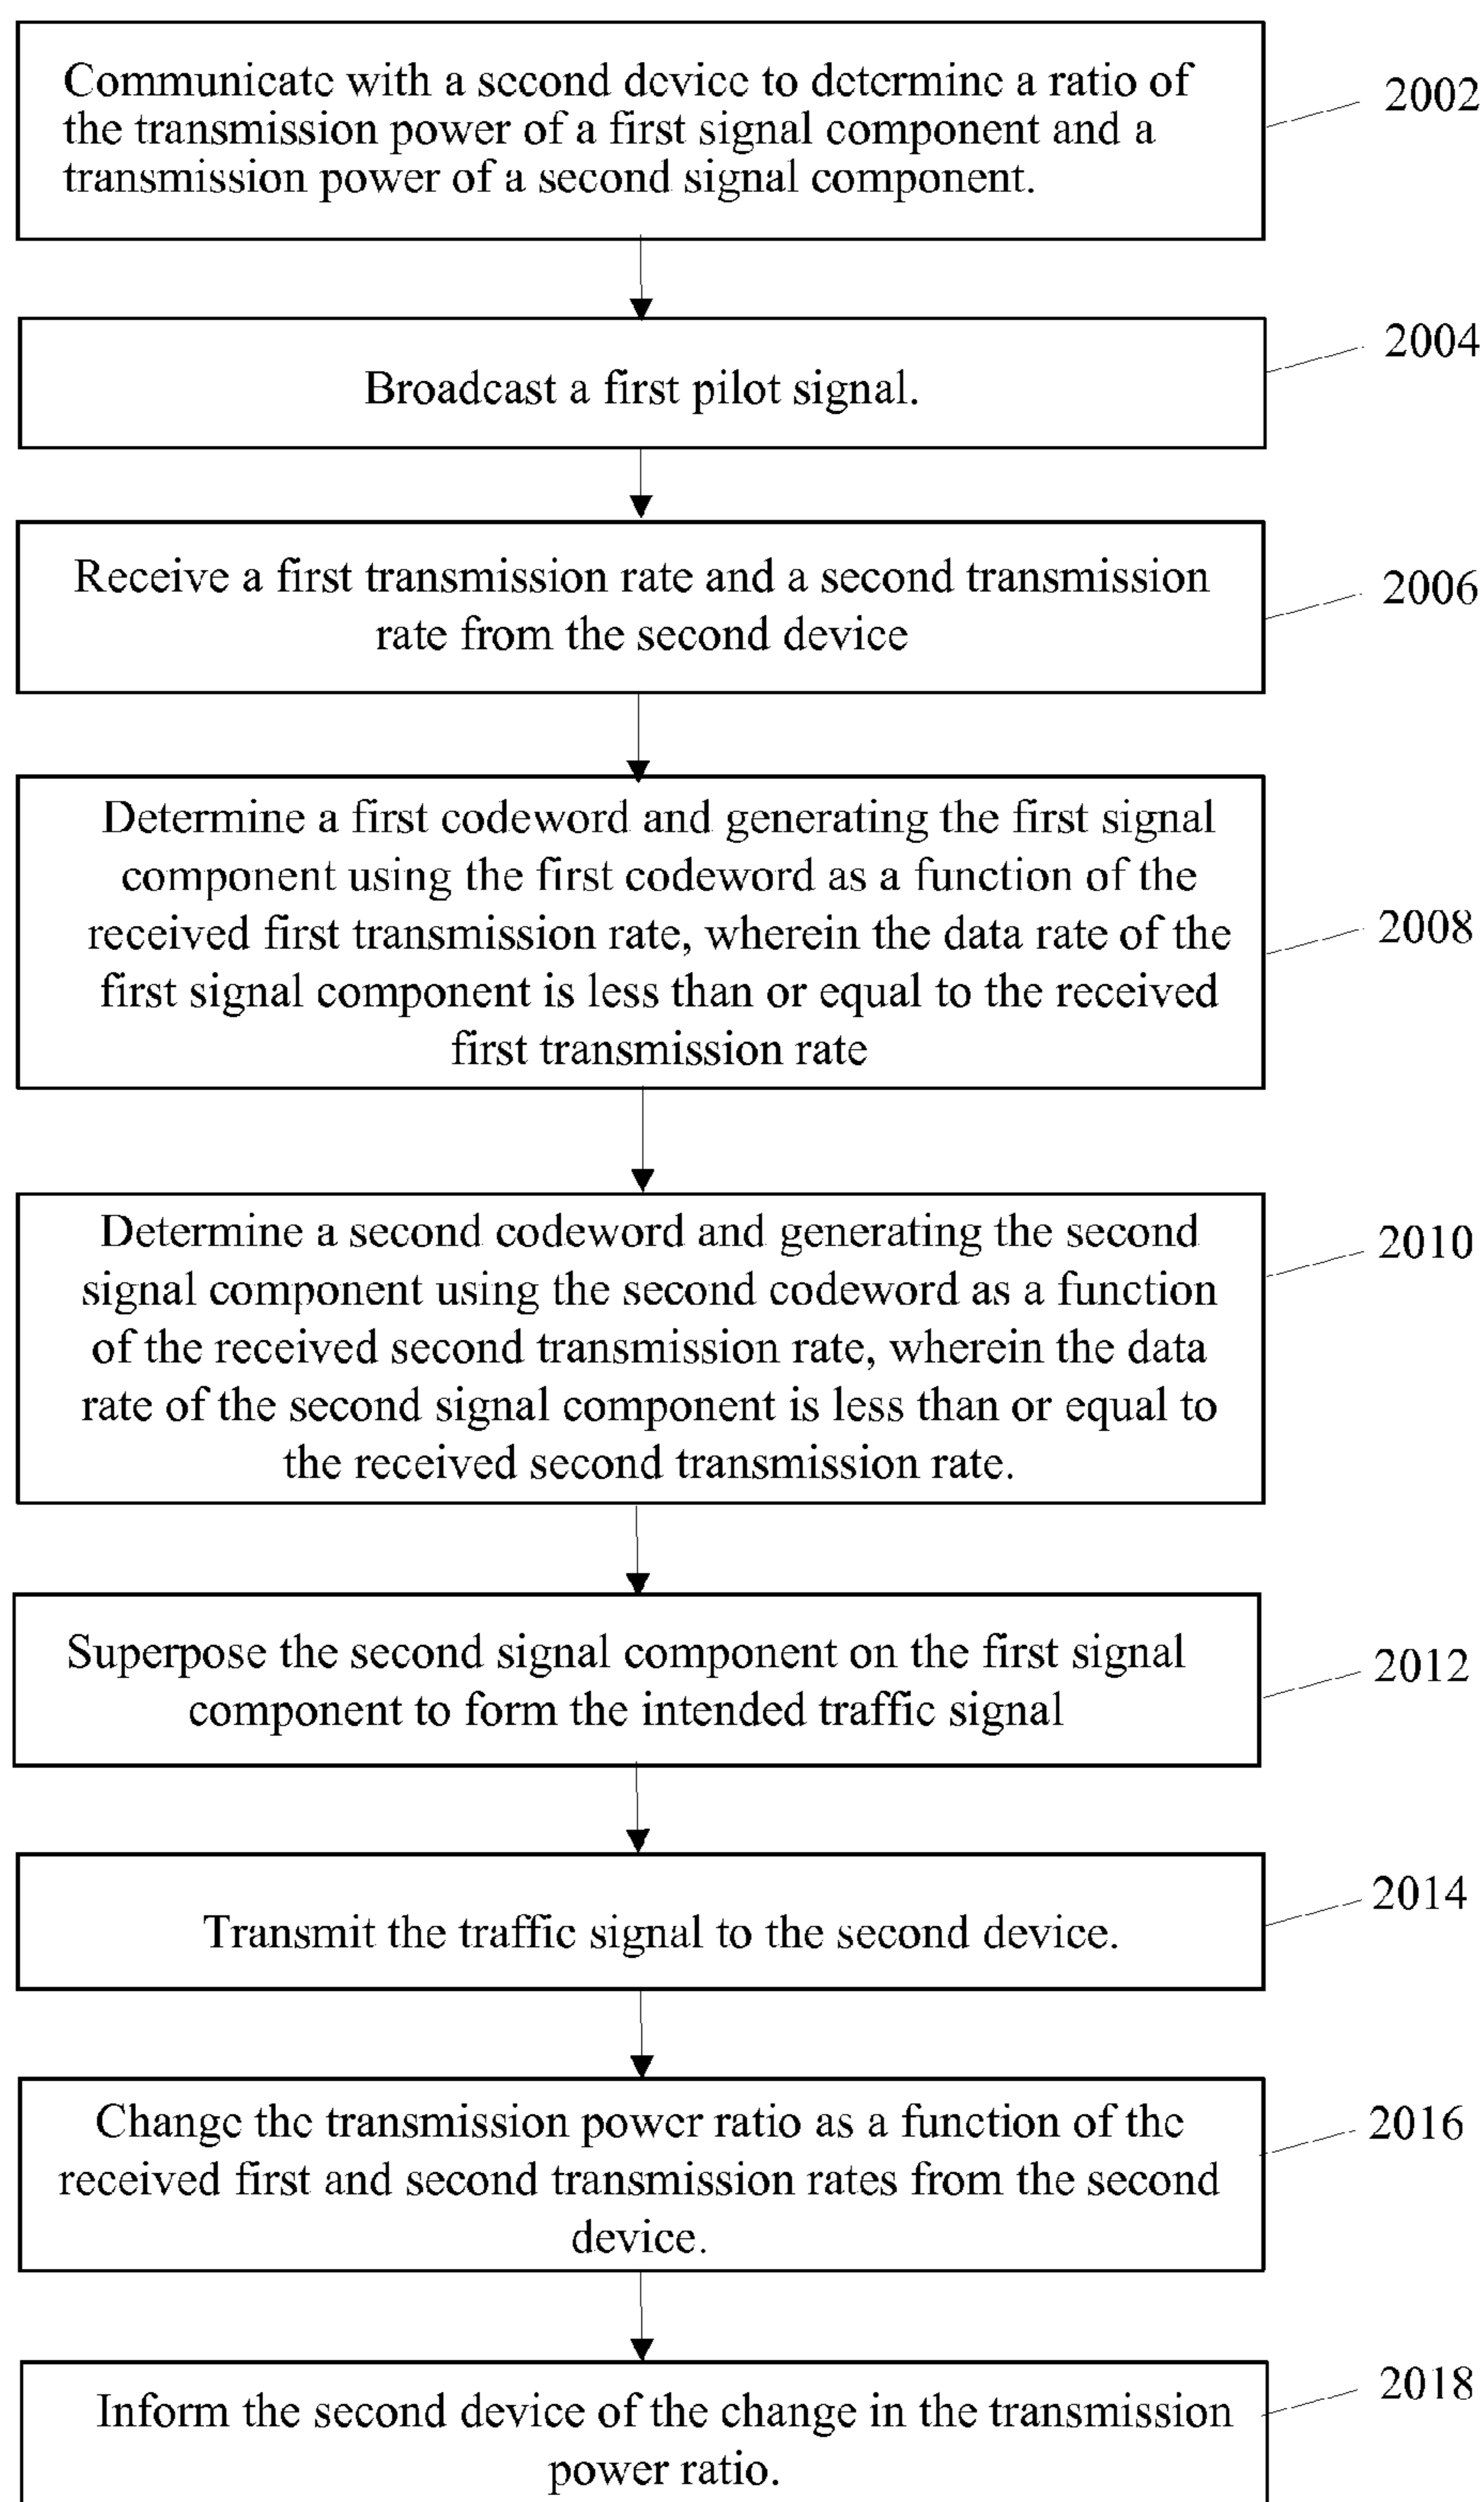 Communicate with a second device to determine a ratio of
the transmission power of a first signal component and a
transmission power of a second signal component.
2002
Broadcast a first pilot signal.
2004
Receive a first transmission rate and a second transmission
rate from the second device
2006
Determine a first codeword and generating the first signal
component using the first codeword as a function of the
received first transmission rate, wherein the data rate of the
first signal component is less than or equal to the received
first transmission rate
2008
Determine a second codeword and generating the second
signal component using the second codeword as a function
of the received second transmission rate, wherein the data
rate of the second signal component is less than or equal to
the received second transmission rate.
2010
Superpose the second signal component on the first signal
component to form the intended traffic signal
2012
Transmit the traffic signal to the second device.
2014
Change the transmission power ratio as a function of the
received first and second transmission rates from the second
device.
2016
Inform the second device of the change in the transmission
power ratio.
2018